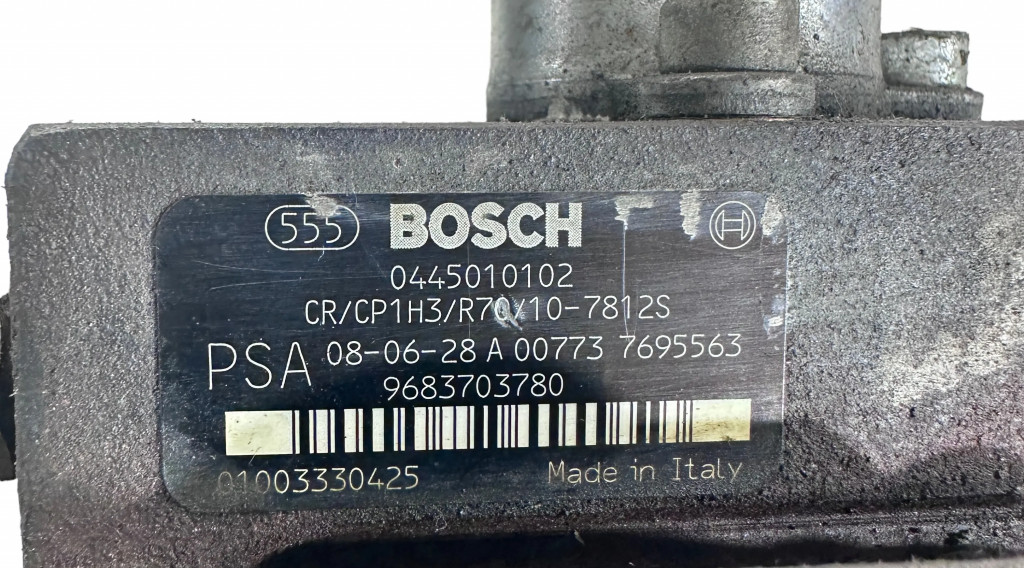 555 BOSCH H
0445010102
CR/CP1H3/R70/10-7812S
PSA 08-06-28 A 00773 7695563
9683703780
01003330425 Made in Italy